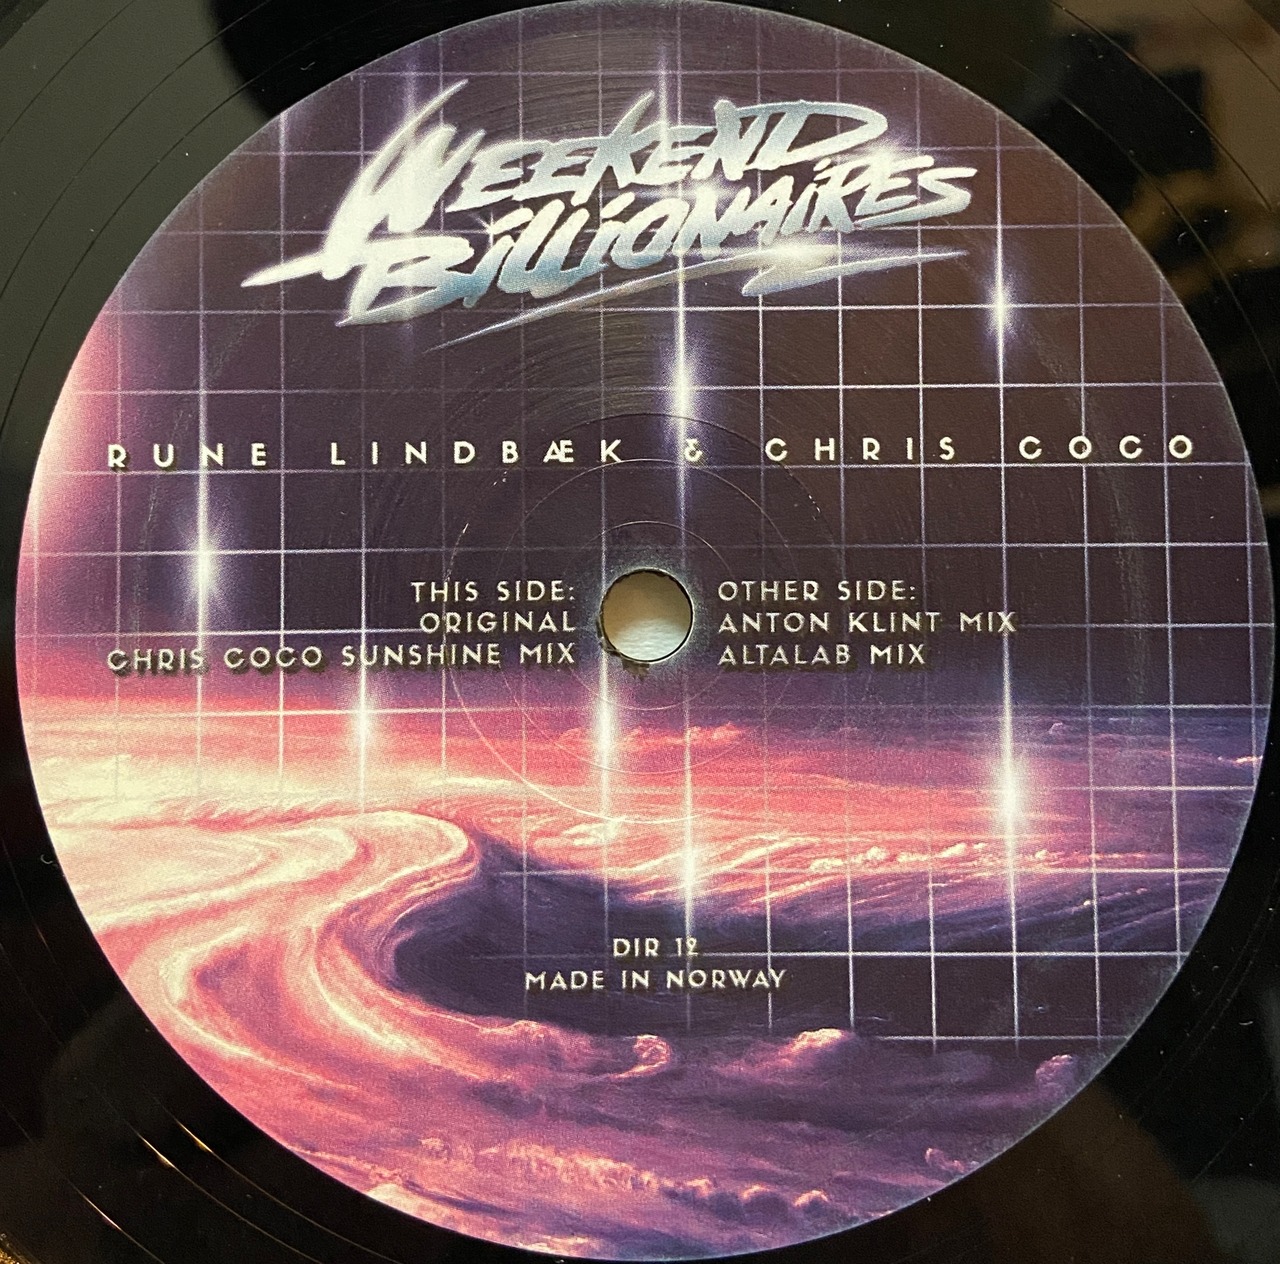 WEEKEND
BILLIONAIRES
RUNE LINDBÆK & CHRIS COCO
THIS SIDE:
ORIGINAL
CHRIS COCO SUNSHINE MIX
OTHER SIDE:
ANTON KLINT MIX
ALTALAB MIX
DIR 12
MADE IN NORWAY